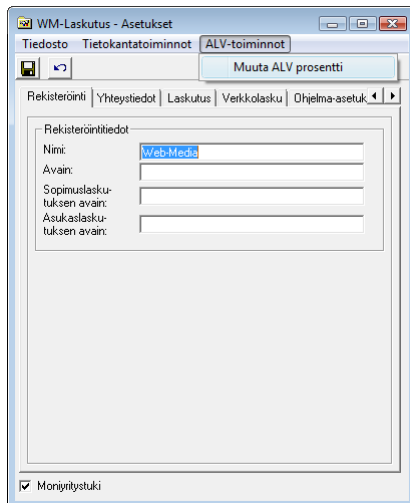 WM-Laskutus - Asetukset
Tiedosto Tietokantatoiminnot ALV-toiminnot
Muuta ALV prosentti
Rekisteröinti Yhteystiedot Laskutus Verkkolasku Ohjelma-asetuk
Rekisteröintitiedot
Nimi: Web-Media
Avain:
Sopimuslasku-
tuksen avain:
Asukaslasku-
tuksen avain:
Moniyritystuki